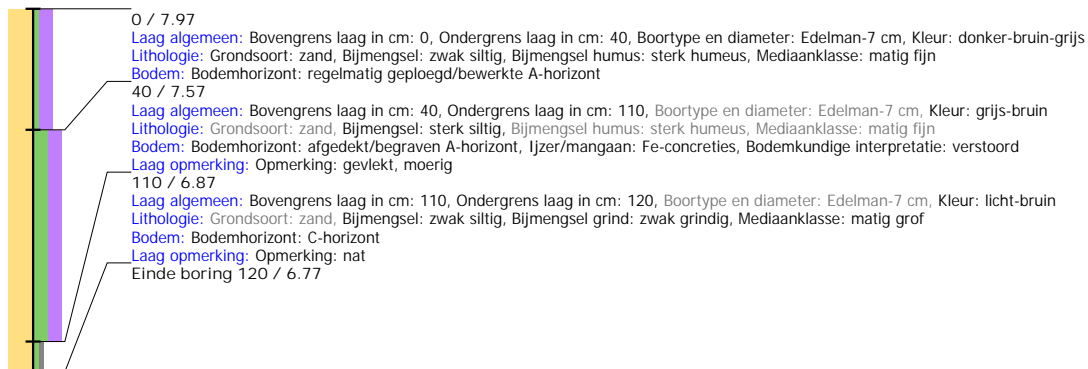 0 / 7.97
Laag algemeen: Bovengrens laag in cm: 0, Ondergrens laag in cm: 40, Boortype en diameter: Edelman-7 cm, Kleur: donker-bruin-grijs
Lithologie: Grondsoort: zand, Bijmengsel: zwak siltig, Bijmengsel humus: sterk humeus, Mediaanklasse: matig fijn
Bodem: Bodemhorizont: regelmatig geploegd/bewerkte A-horizont
40 / 7.57
Laag algemeen: Bovengrens laag in cm: 40, Ondergrens laag in cm: 110, Boortype en diameter: Edelman-7 cm, Kleur: grijs-bruin
Lithologie: Grondsoort: zand, Bijmengsel: sterk siltig, Bijmengsel humus: sterk humeus, Mediaanklasse: matig fijn
Bodem: Bodemhorizont: afgedekt/begraven A-horizont, Ijzer/mangaan: Fe-concreties, Bodemkundige interpretatie: verstoord
Laag opmerking: Opmerking: gevlekt, moerig
110 / 6.87
Laag algemeen: Bovengrens laag in cm: 110, Ondergrens laag in cm: 120, Boortype en diameter: Edelman-7 cm, Kleur: licht-bruin
Lithologie: Grondsoort: zand, Bijmengsel: zwak siltig, Bijmengsel grind: zwak grindig, Mediaanklasse: matig grof
Bodem: Bodemhorizont: C-horizont
Laag opmerking: Opmerking: nat
Einde boring 120 / 6.77